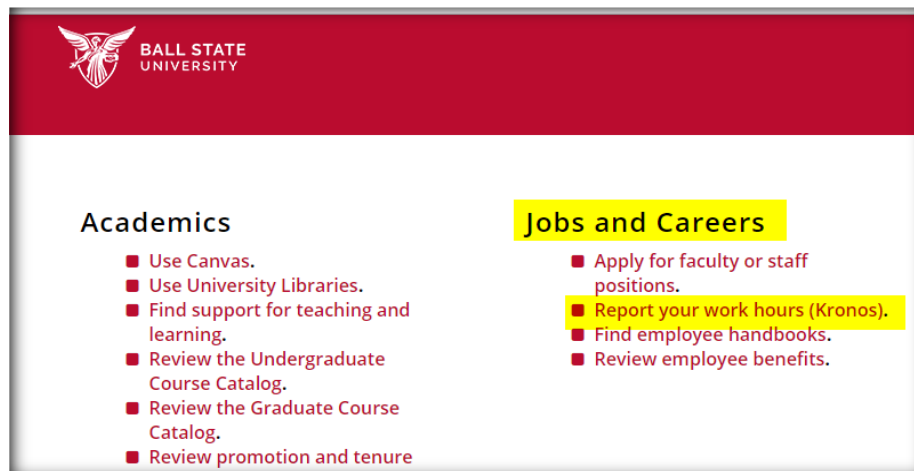 BALL STATE
UNIVERSITY
Academics
Use Canvas.
Use University Libraries.
Find support for teaching and
learning.
Review the Undergraduate
Course Catalog.
Review the Graduate Course
Catalog.
Review promotion and tenure
Jobs and Careers
Apply for faculty or staff
positions.
Report your work hours (Kronos).
Find employee handbooks.
Review employee benefits.